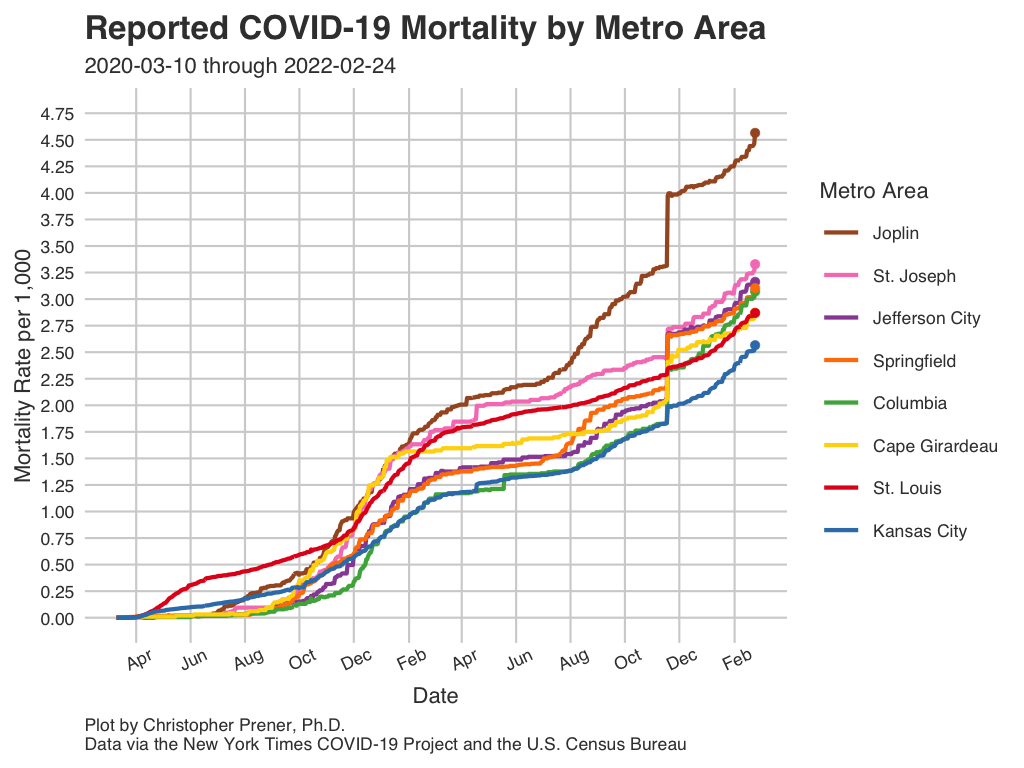 Reported COVID-19 Mortality by Metro Area
2020-03-10 through 2022-02-24
Mortality Rate per 1,000
4.75
4.50
4.25
4.00
3.75
3.50
3.25
3.00
2.75
2.50
2.25
2.00
1.75
1.50
1.25
1.00
0.75
0.50
0.25
0.00
Apr Jun Aug Oct Dec Feb Apr Jun Aug Oct Dec Feb
Date
Metro Area
Joplin
St. Joseph
Jefferson City
Springfield
Columbia
Cape Girardeau
St. Louis
Kansas City
Plot by Christopher Prener, Ph.D.
Data via the New York Times COVID-19 Project and the U.S. Census Bureau